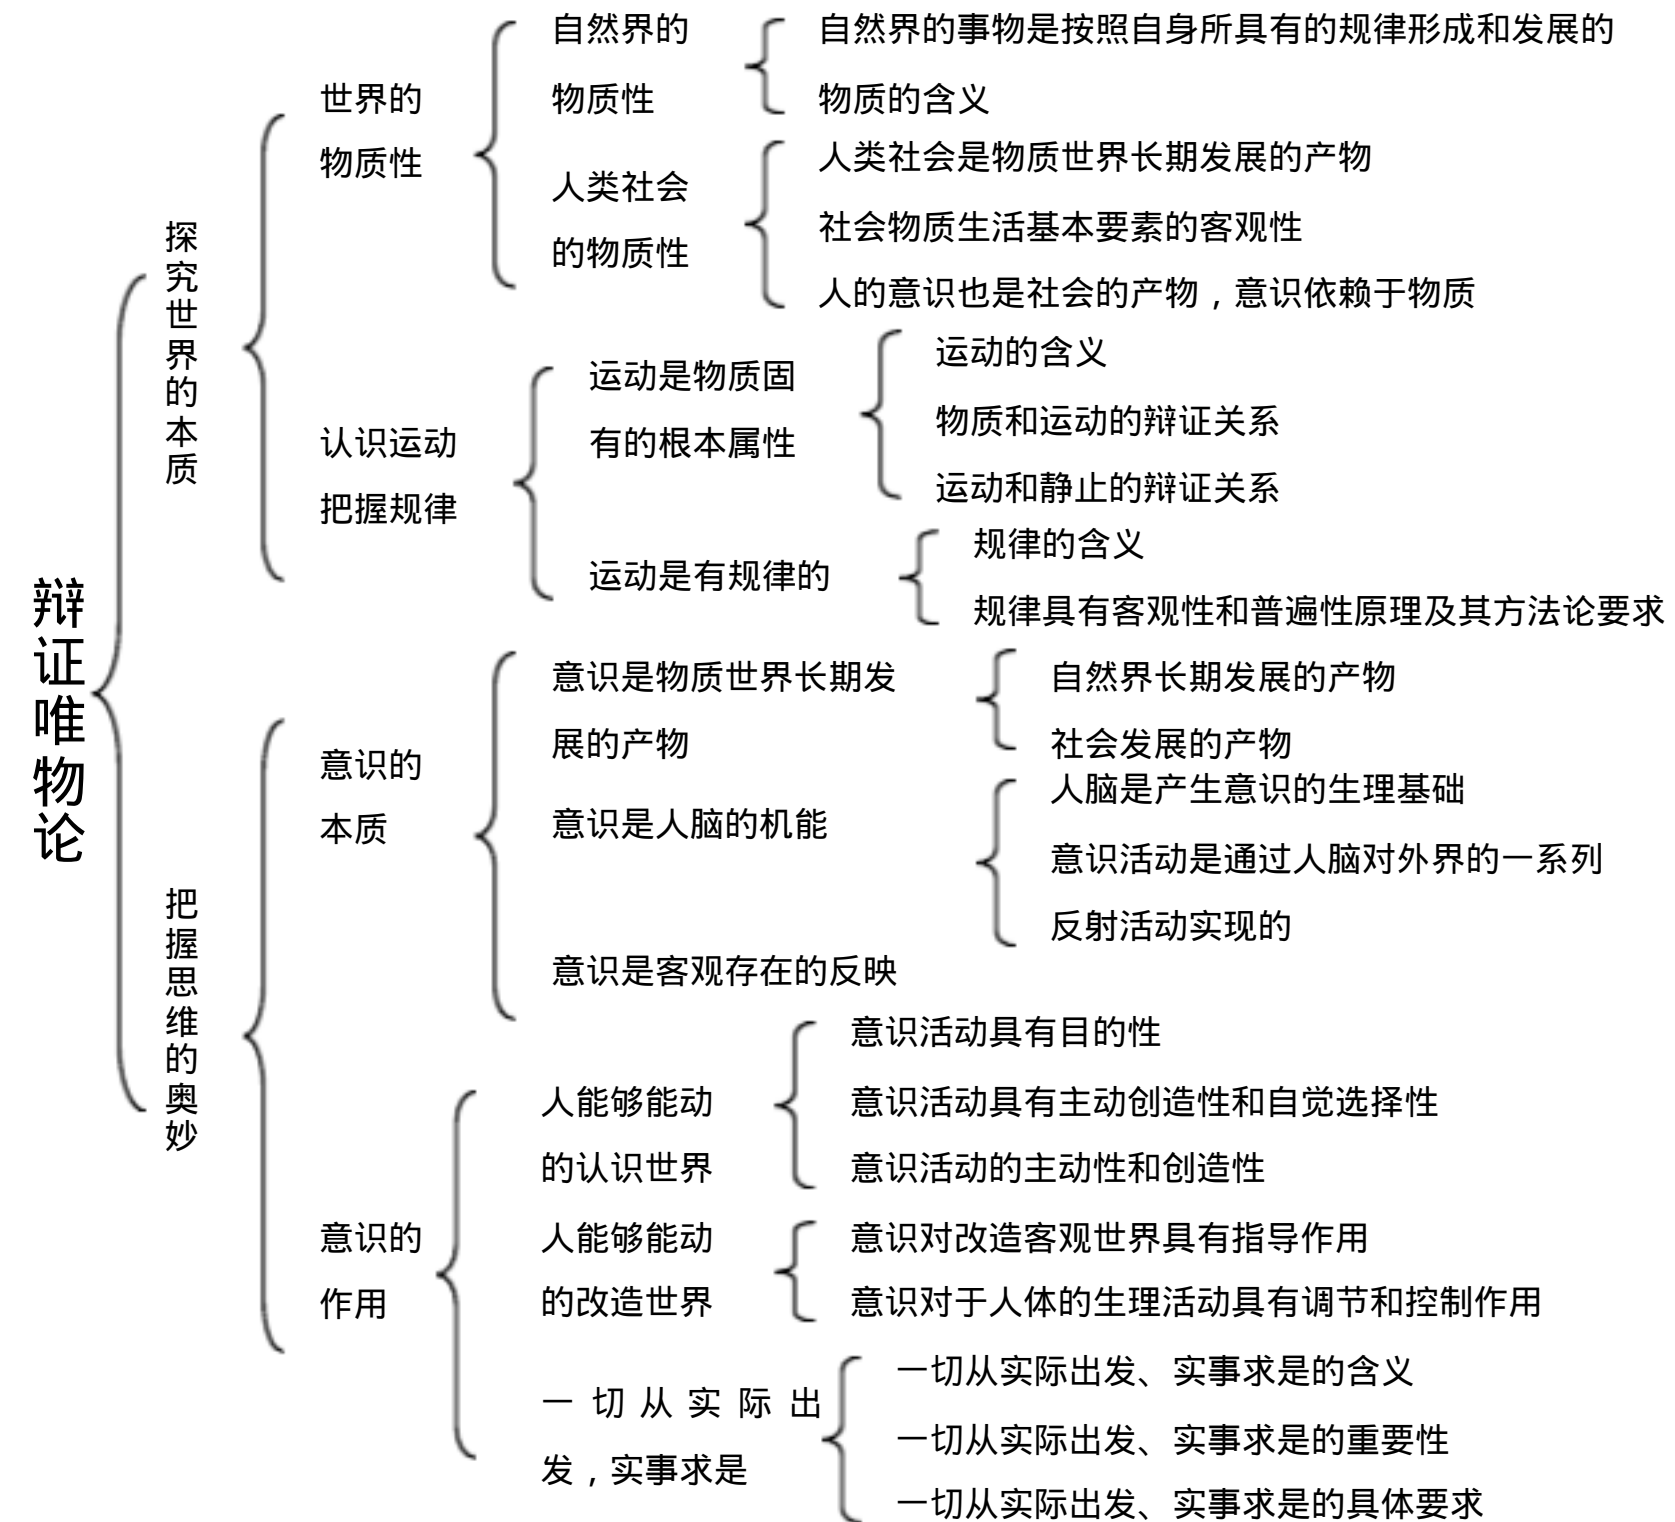 辩证唯物论
探究世界的本质
世界的
物质性
自然界的
物质性
自然界的事物是按照自身所具有的规律形成和发展的
物质的含义
人类社会
的物质性
人类社会是物质世界长期发展的产物
社会物质生活基本要素的客观性
人的意识也是社会的产物，意识依赖于物质
认识运动
把握规律
运动是物质固
有的根本属性
运动的含义
物质和运动的辩证关系
运动和静止的辩证关系
运动是有规律的
规律的含义
规律具有客观性和普遍性原理及其方法论要求
把握思维的奥妙
意识的
本质
意识是物质世界长期发
展的产物
自然界长期发展的产物
社会发展的产物
意识是人脑的机能
人脑是产生意识的生理基础
意识活动是通过人脑对外界的一系列
反射活动实现的
意识是客观存在的反映
意识的
作用
人能够能动
的认识世界
意识活动具有目的性
意识活动具有主动创造性和自觉选择性
意识活动的主动性和创造性
人能够能动
的改造世界
意识对改造客观世界具有指导作用
意识对于人体的生理活动具有调节和控制作用
一切从实际出
发，实事求是
一切从实际出发、实事求是的含义
一切从实际出发、实事求是的重要性
一切从实际出发、实事求是的具体要求